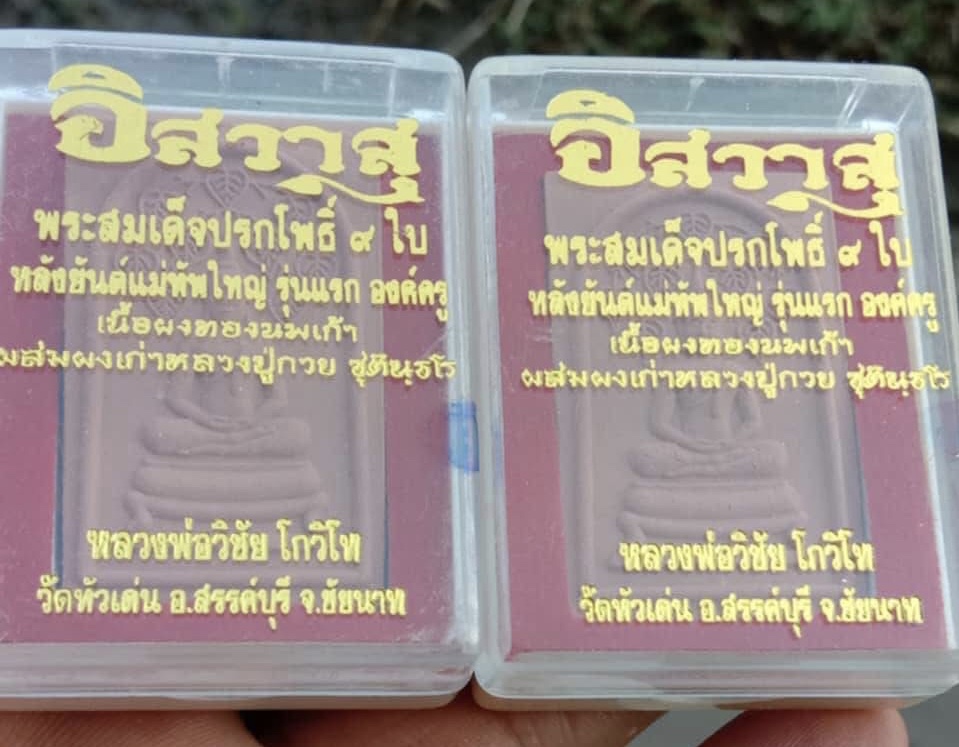 อิสวาสุ
พระสมเด็จปรกโพธิ์ ๙ ใบ
หลังยันต์แม่ทัพใหญ่ รุ่นแรก องค์ครู
เนื้อผงทองนพเก้า
ผสมผงเก่าหลวงปู่กวย ชุตินฺธโร
หลวงพ่อวิชัย โกวิโท
วัดหัวเด่น อ.สรรค์บุรี จ.ชัยนาท
อิสวาสุ
พระสมเด็จปรกโพธิ์ ๙ ใบ
หลังยันต์แม่ทัพใหญ่ รุ่นแรก องค์ครู
เนื้อผงทองนพเก้า
ผสมผงเก่าหลวงปู่กวย ชุตินฺธโร
หลวงพ่อวิชัย โกวิโท
วัดหัวเด่น อ.สรรค์บุรี จ.ชัยนาท